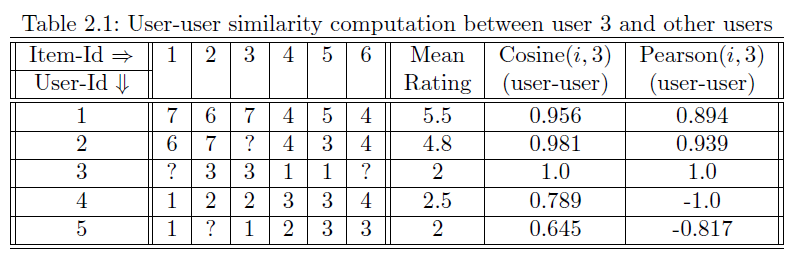 Table 2.1: User-user similarity computation between user 3 and other users
Item-Id ⇒ 1 2 3 4 5 6 Mean Cosine(i, 3) Pearson(i, 3)
User-Id ⇓ Rating (user-user) (user-user)
1 7 6 7 4 5 4 5.5 0.956 0.894
2 6 7 ? 4 3 4 4.8 0.981 0.939
3 ? 3 3 1 1 ? 2 1.0 1.0
4 1 2 2 3 3 4 2.5 0.789 -1.0
5 1 ? 1 2 3 3 2 0.645 -0.817